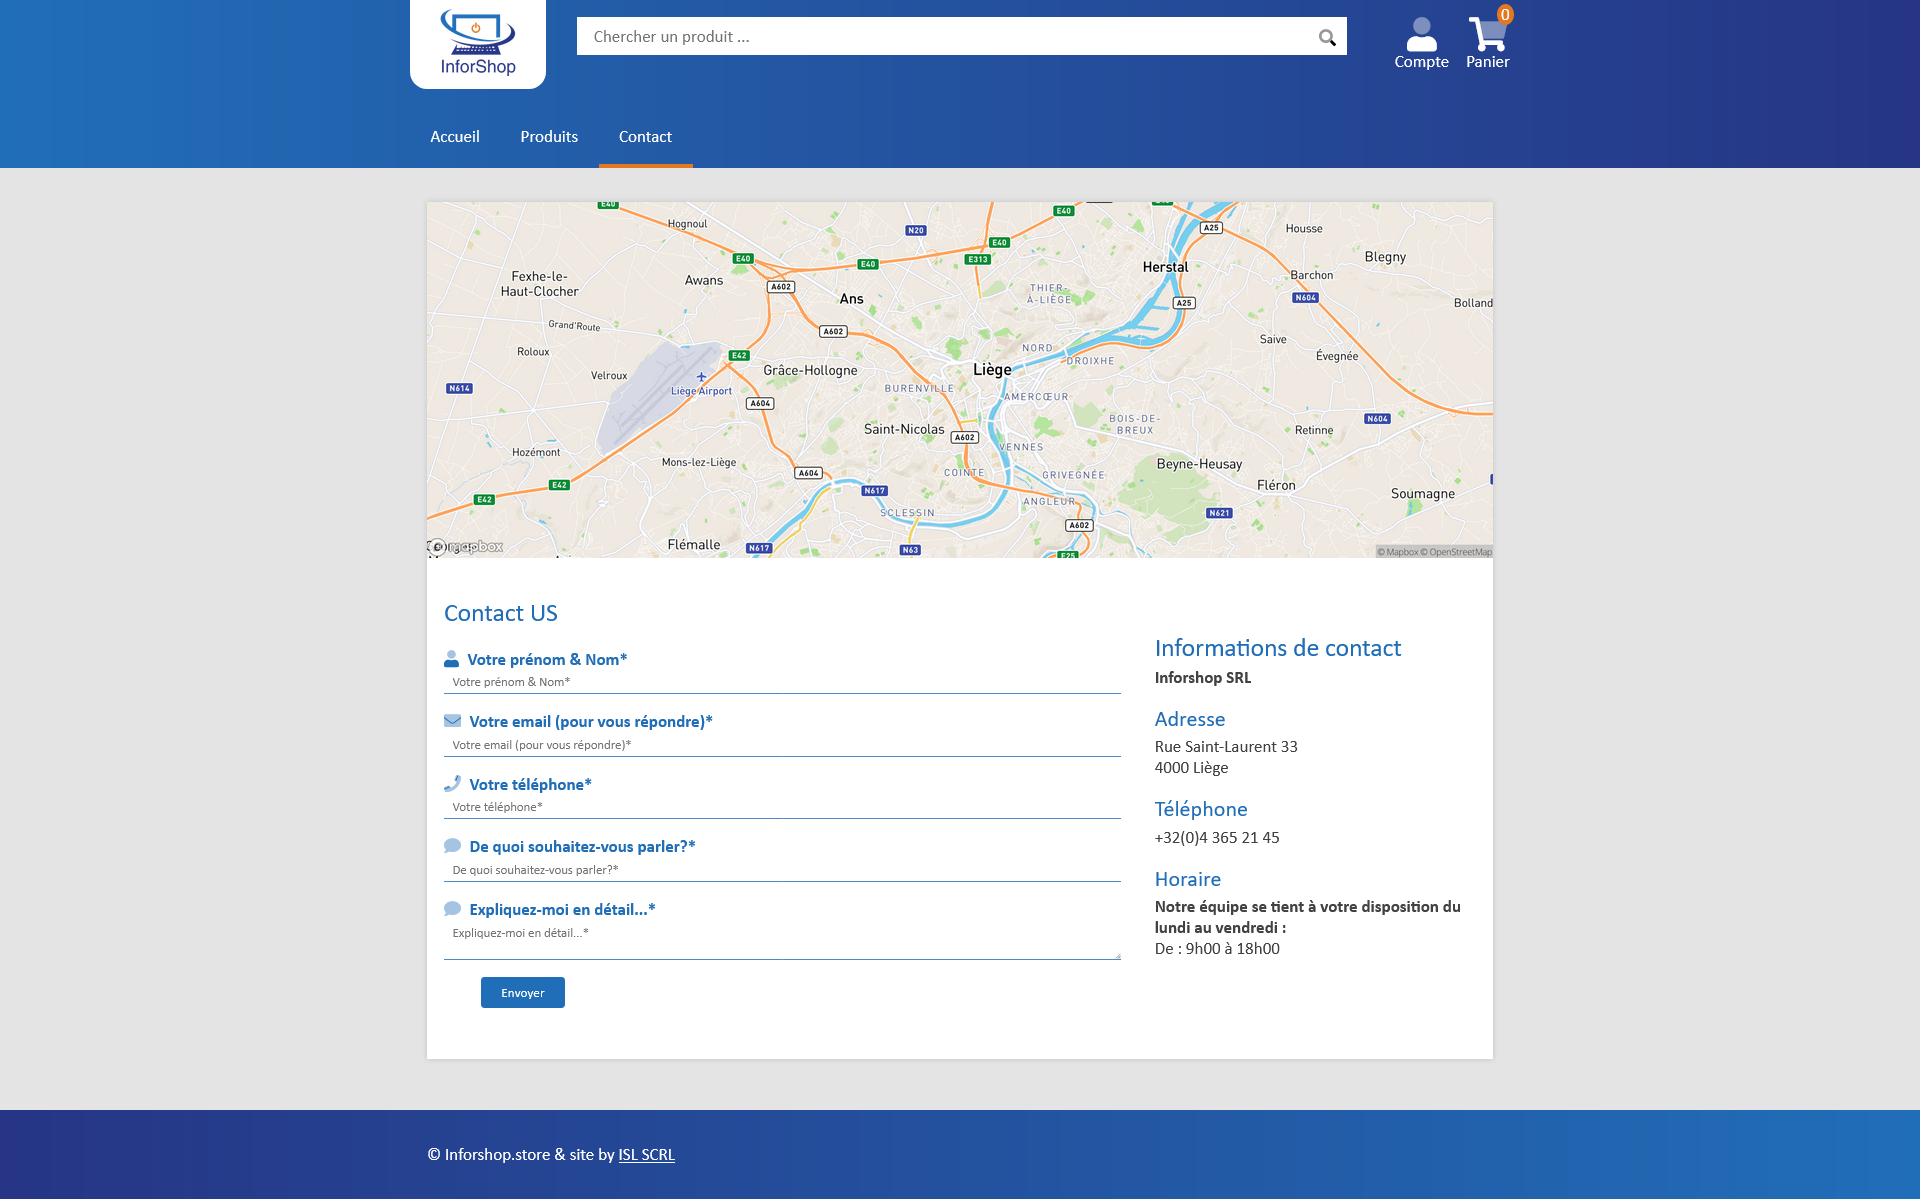 InforShop
Chercher un produit ...
Compte
0
Panier
Accueil
Produits
Contact
E40
Hognoul
N20
E40
E40
A25
Housse
Blegny
E40
E40
E313
Herstal
Barchon
Fexhe-le-
Haut-Clocher
Awans
A602
Ans
THIER-
À-LIÈGE
A25
N604
Bolland
Grand'Route
A602
Roloux
E42
NORD
DROIXHE
Saive
Évegnée
Velroux
Liège Airport
Grâce-Hollogne
Liège
N614
BURENVILLE
AMERCŒUR
A604
BOIS-DE-
BREUX
N604
Saint-Nicolas
A602
Retinne
Hozémont
Mons-lez-Liège
VENNES
A604
COINTE
GRIVEGNÉE
Beyne-Heusay
Fléron
E42
E42
N617
ANGLEUR
Soumagne
SCLESSIN
A602
N621
Flémalle
N617
N63
E25
mapbox
© Mapbox © OpenStreetMap
Contact US
Votre prénom & Nom*
Votre prénom & Nom*
Votre email (pour vous répondre)*
Votre email (pour vous répondre)*
Votre téléphone*
Votre téléphone*
De quoi souhaitez-vous parler?*
De quoi souhaitez-vous parler?*
Expliquez-moi en détail...*
Expliquez-moi en détail...*
Envoyer
Informations de contact
Inforshop SRL
Adresse
Rue Saint-Laurent 33
4000 Liège
Téléphone
+32(0)4 365 21 45
Horaire
Notre équipe se tient à votre disposition du
lundi au vendredi :
De : 9h00 à 18h00
© Inforshop.store & site by ISL SCRL